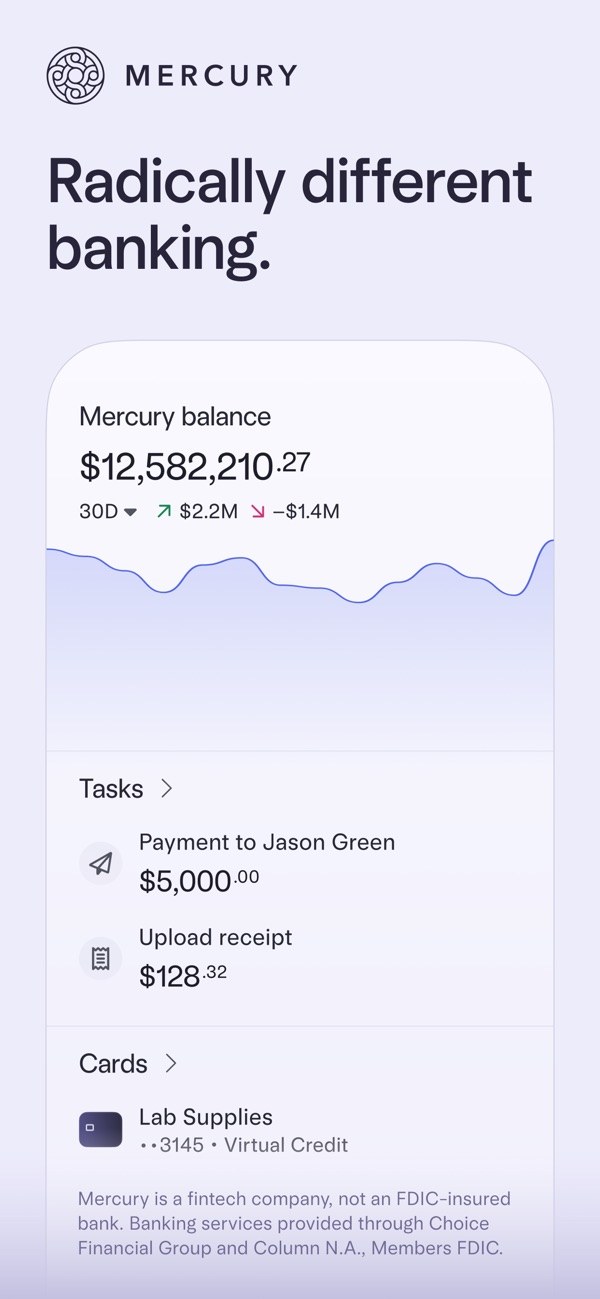 MERCURY
Radically different
banking.
Mercury balance
$12,582,210.27
30D $2.2M –$1.4M
Tasks
Payment to Jason Green
$5,000.00
Upload receipt
$128.32
Cards
Lab Supplies
••3145 • Virtual Credit
Mercury is a fintech company, not an FDIC-insured
bank. Banking services provided through Choice
Financial Group and Column N.A., Members FDIC.